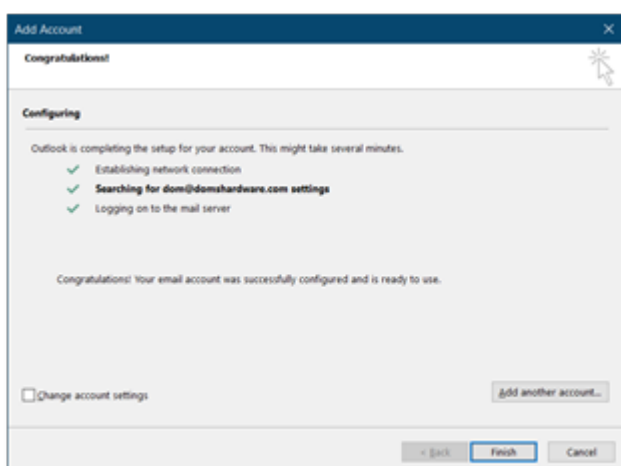 Add Account
Congratulations!
Configuring
Outlook is completing the setup for your account. This might take several minutes.
Establishing network connection
Searching for dom@domshardware.com settings
Logging on to the mail server
Congratulations! Your email account was successfully configured and is ready to use.
Change account settings
Add another account...
< Back
Finish
Cancel